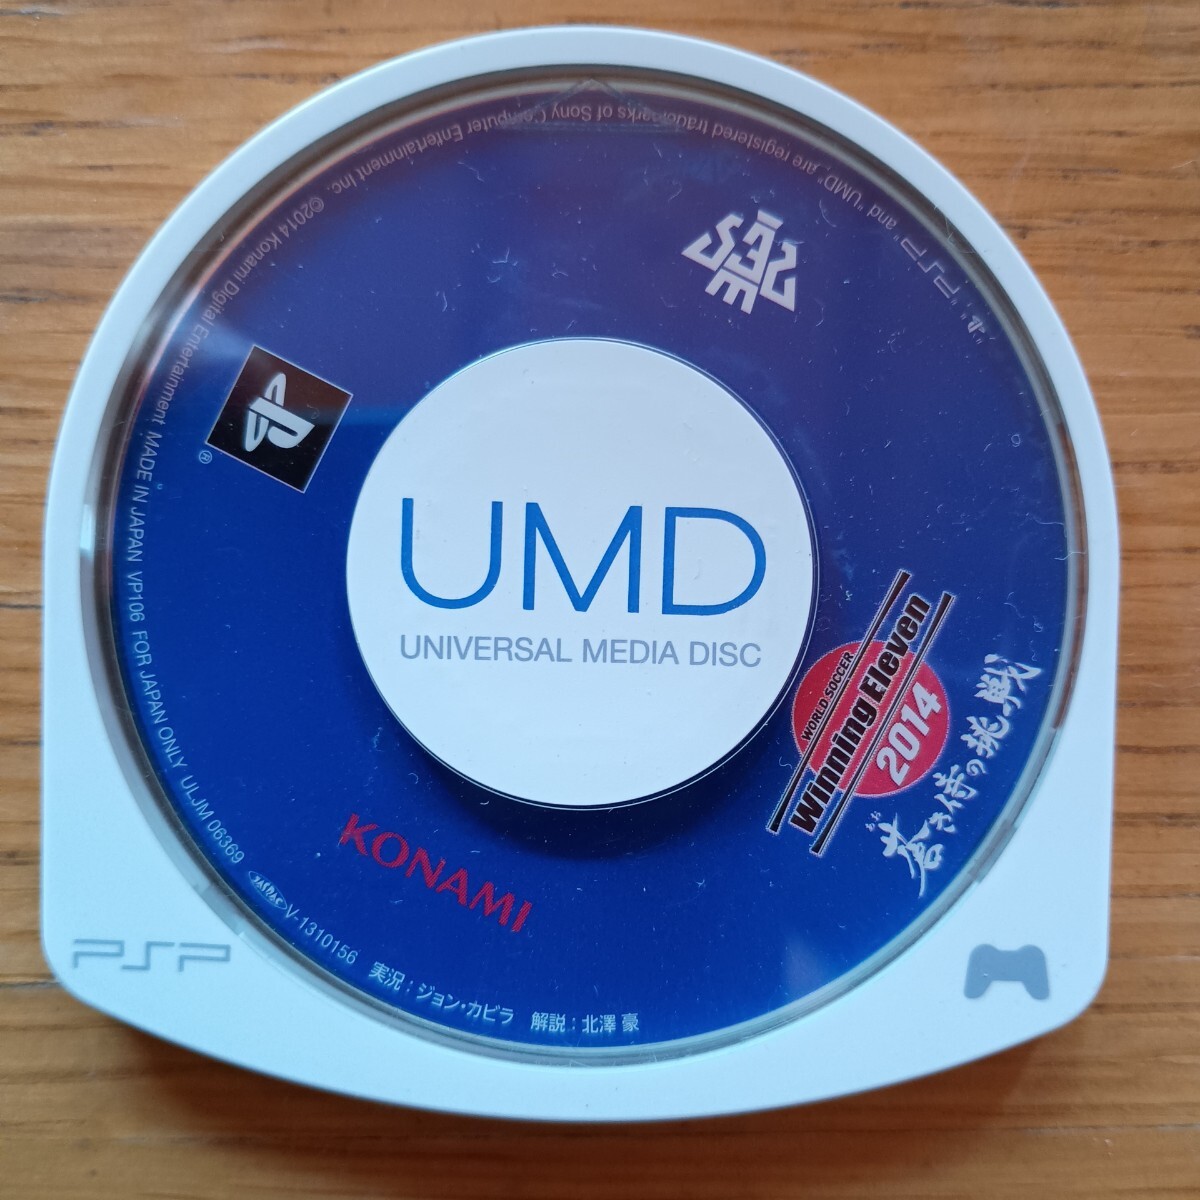 UMD
UNIVERSAL MEDIA DISC
WORLD SOCCER
Winning Eleven
2014
蒼き侍の挑戦
あお
KONAMI
PSP
"PSP" and "UMD" are registered trademarks of Sony Computer Entertainment Inc.
©2014 Konami Digital Entertainment MADE IN JAPAN VP106 FOR JAPAN ONLY ULJM 06369
V-1310156 実況：ジョン・カビラ 解説：北澤 豪